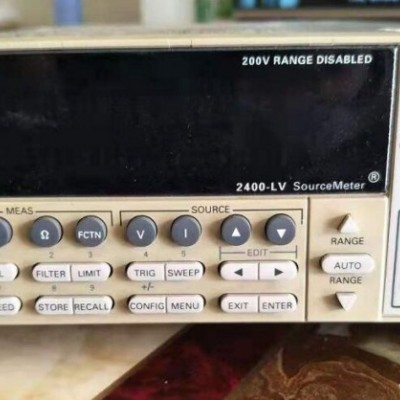 200V RANGE DISABLED
2400-LV SourceMeter®
MEAS SOURCE
Ω FCTN V I
RANGE
2 3 4 5 EDIT
FILTER LIMIT TRIG SWEEP AUTO
RANGE
8 9 +/-
STORE RECALL CONFIG MENU EXIT ENTER